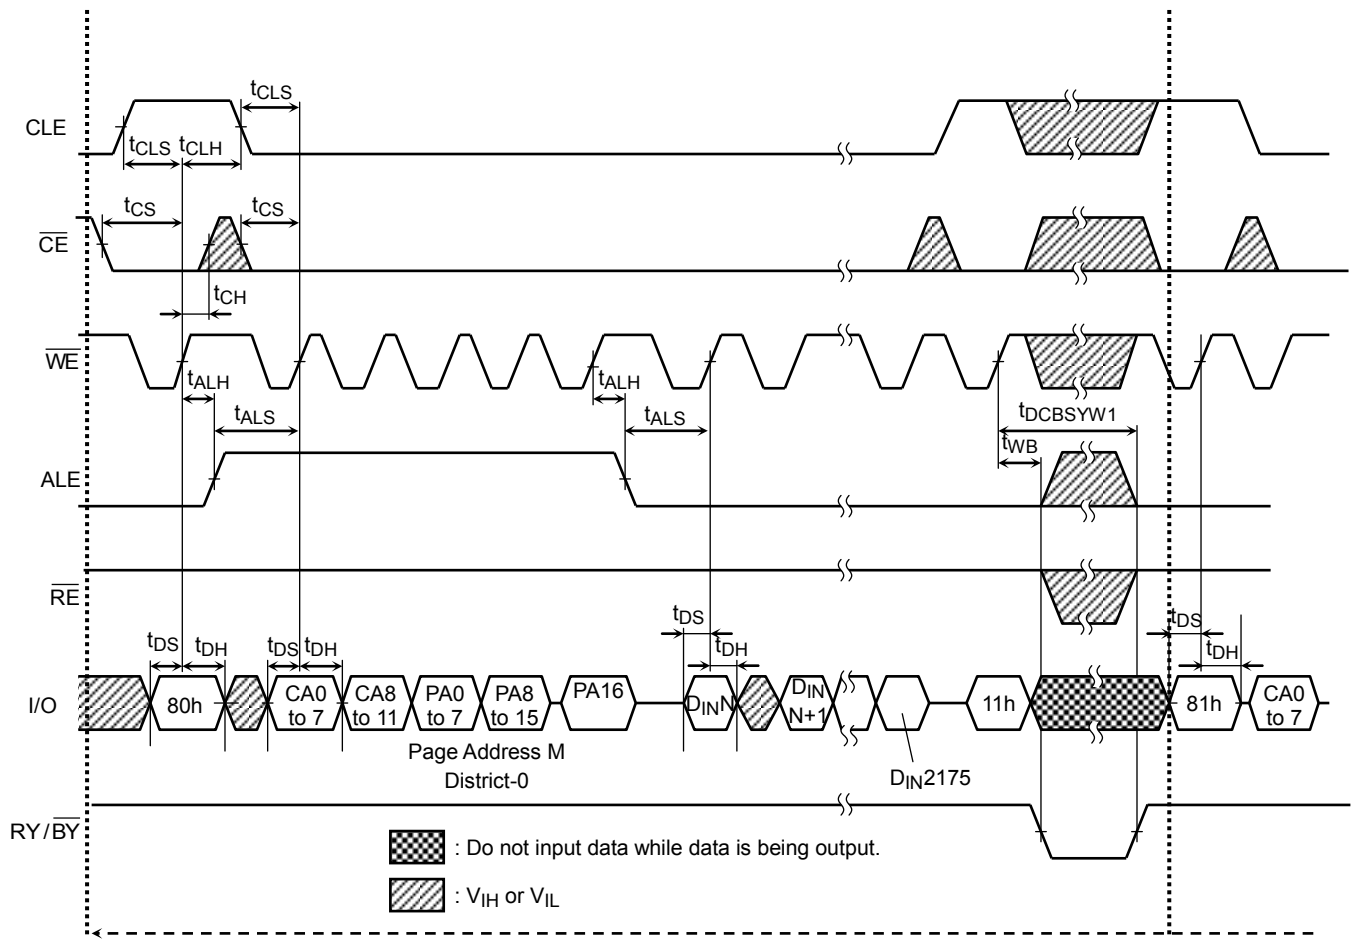 tCLS
CLE
tCLS tCLH
tCS tCS
CE
tCH
WE
tALH tALH
tALS tALS
tDCBSYW1
tWB
ALE
RE
tDS tDH tDS tDH tDS tDH tDS tDH
I/O
80h
CA0 to 7
CA8 to 11
PA0 to 7
PA8 to 15
PA16
DINN
DIN N+1
11h
81h
CA0 to 7
Page Address M
District-0
DIN2175
RY/BY
: Do not input data while data is being output.
: VIH or VIL